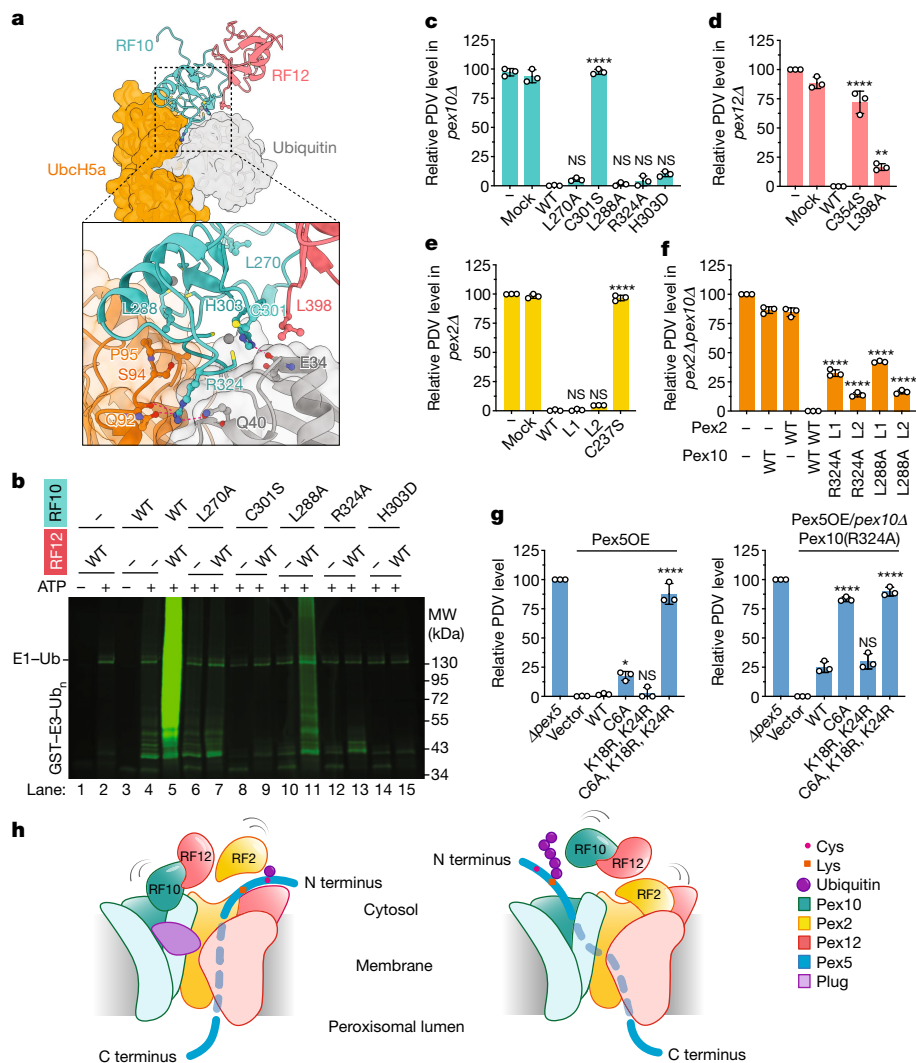 a
RF10
RF12
Ubiquitin
UbcH5a
L270
H303
C301
L288
L398
P95
S94
R324
E34
Q92
Q40
b
RF10
RF12
- WT WT L270A C301S L288A R324A H303D
WT - WT - WT - WT - WT - WT - WT
ATP - + - + + + + + + + + + + + +
MW
(kDa)
E1–Ub
GST–E3–Ubn
130
95
72
55
43
34
Lane: 1 2 3 4 5 6 7 8 9 10 11 12 13 14 15
c
Relative PDV level in
pex10Δ
125
100
75
50
25
0
****
NS
NS
NS
NS
–
Mock
WT
L270A
C301S
L288A
R324A
H303D
d
Relative PDV level in
pex12Δ
125
100
75
50
25
0
****
**
–
Mock
WT
C354S
L398A
e
Relative PDV level in
pex2Δ
125
100
75
50
25
0
NS
NS
****
–
Mock
WT
L1
L2
C237S
f
Relative PDV level in
pex2Δpex10Δ
125
100
75
50
25
0
****
****
****
****
Pex2 – – WT WT L1 L2 L1 L2
Pex10 – WT – WT R324A R324A L288A L288A
g
Pex5OE
Relative PDV level
125
100
75
50
25
0
*
NS
****
Δpex5
Vector
WT
C6A
K18R, K24R
C6A, K18R, K24R
Pex5OE/pex10Δ
Pex10(R324A)
Relative PDV level
125
100
75
50
25
0
****
NS
****
Δpex5
Vector
WT
C6A
K18R, K24R
C6A, K18R, K24R
h
RF10
RF12
RF2
N terminus
Cytosol
Membrane
Peroxisomal lumen
C terminus
N terminus
RF10
RF12
RF2
C terminus
Cys
Lys
Ubiquitin
Pex10
Pex2
Pex12
Pex5
Plug